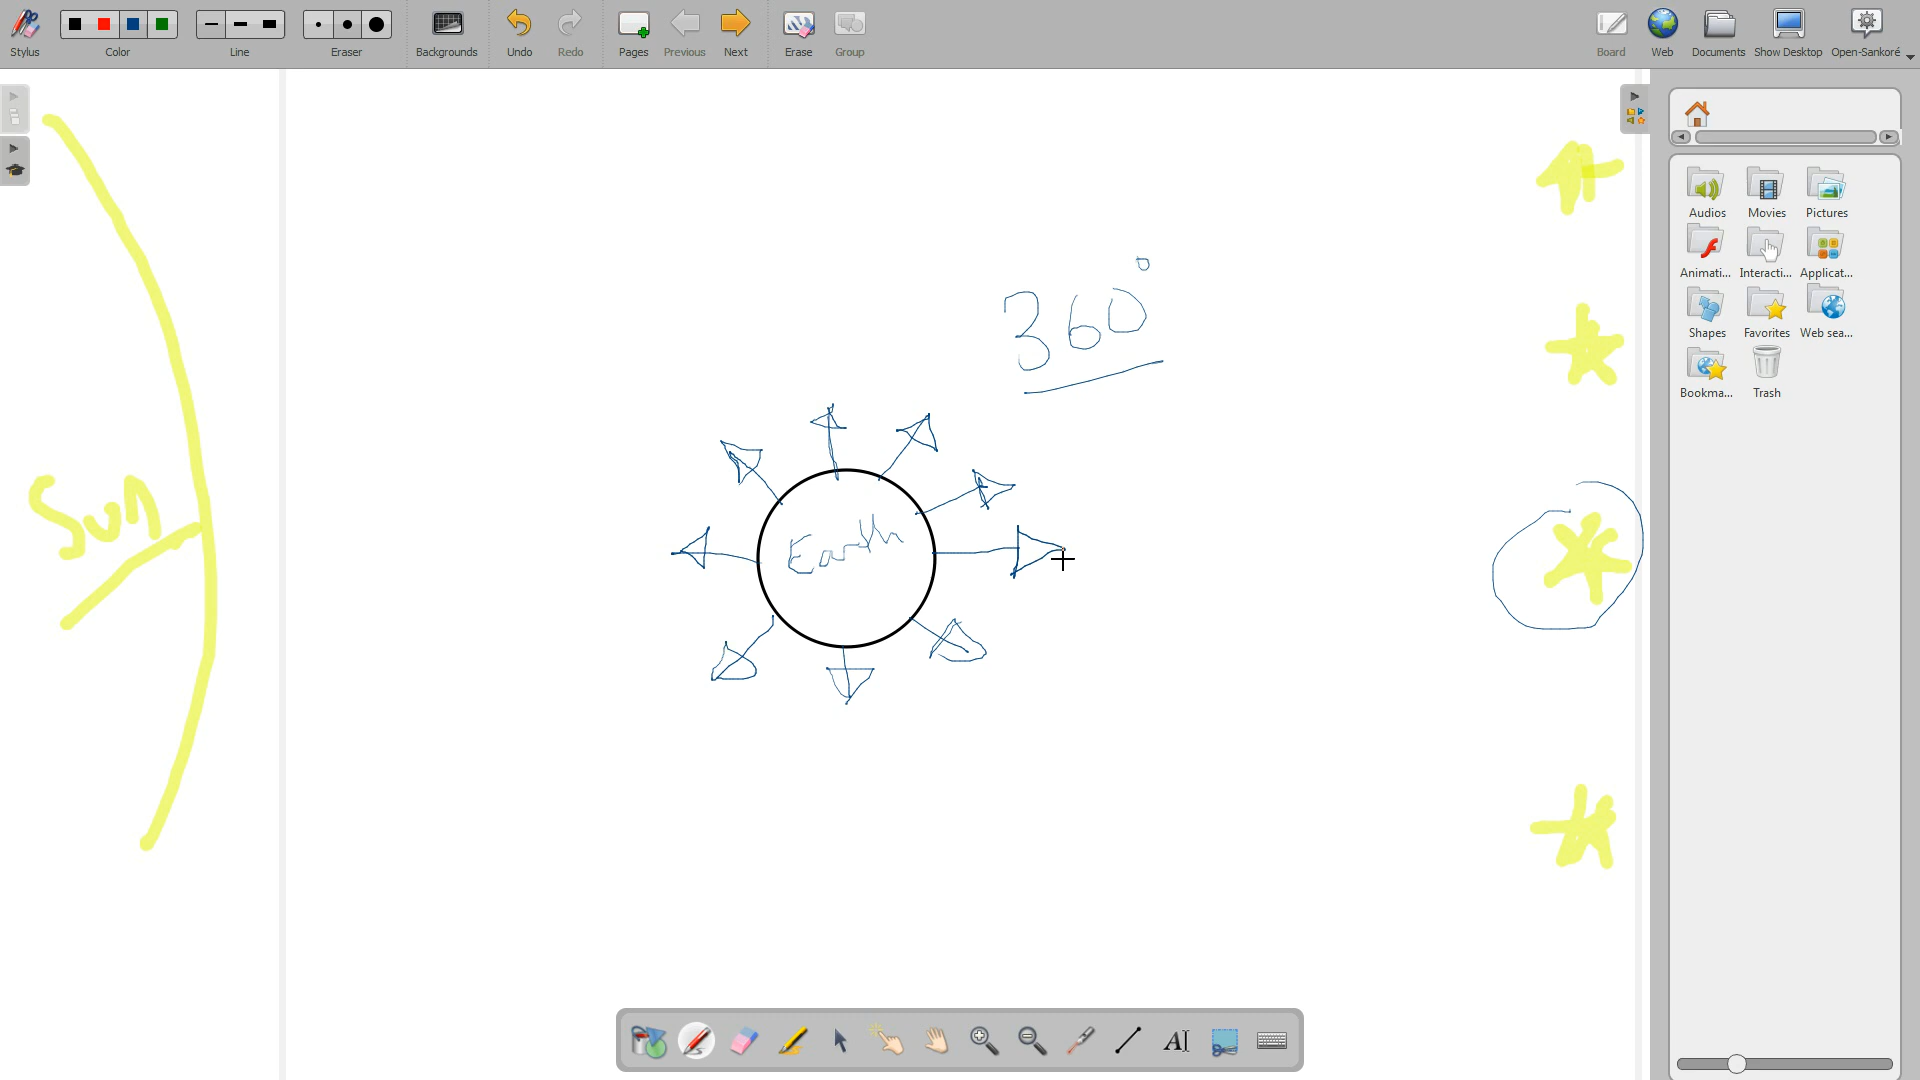 Stylus
Color
Line
Eraser
Backgrounds
Undo
Redo
Pages
Previous
Next
Erase
Group
Board
Web
Documents
Show Desktop
Open-Sankoré
Audios
Movies
Pictures
Animati...
Interacti...
Applicat...
Shapes
Favorites
Web sea...
Bookma...
Trash
360°
Sun
Earth
AI